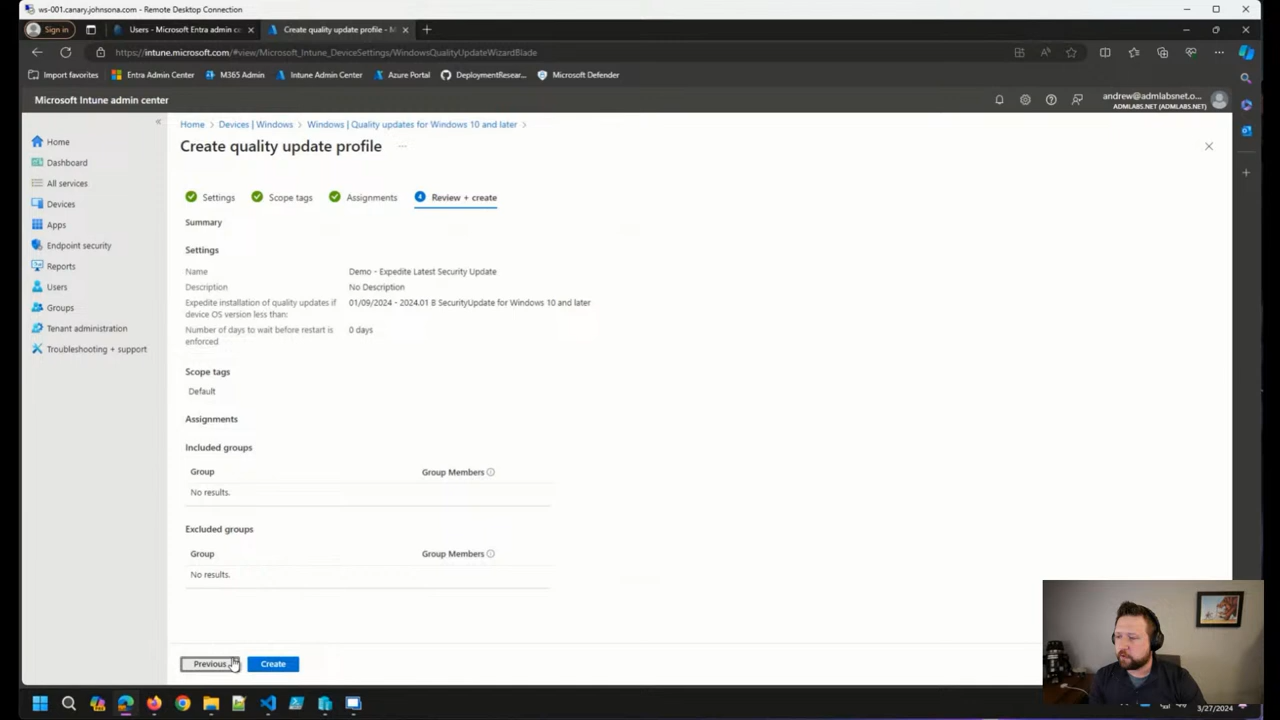 ws-001.canary.johnsona.com - Remote Desktop Connection
Sign in
Users - Microsoft Entra admin ce
Create quality update profile - M
https://intune.microsoft.com/#view/Microsoft_Intune_DeviceSettings/WindowsQualityUpdateWizardBlade
Import favorites
Entra Admin Center
M365 Admin
Intune Admin Center
Azure Portal
DeploymentResear...
Microsoft Defender
Microsoft Intune admin center
andrew@admlabsnet.o...
ADMLABS.NET (ADMLABS.NET)
Home > Devices | Windows > Windows | Quality updates for Windows 10 and later >
Create quality update profile ...
Home
Dashboard
All services
Devices
Apps
Endpoint security
Reports
Users
Groups
Tenant administration
Troubleshooting + support
Settings
Scope tags
Assignments
4 Review + create
Summary
Settings
Name Demo - Expedite Latest Security Update
Description No Description
Expedite installation of quality updates if 01/09/2024 - 2024.01 B SecurityUpdate for Windows 10 and later
device OS version less than:
Number of days to wait before restart is 0 days
enforced
Scope tags
Default
Assignments
Included groups
Group Group Members
No results.
Excluded groups
Group Group Members
No results.
Previous
Create
3/27/2024